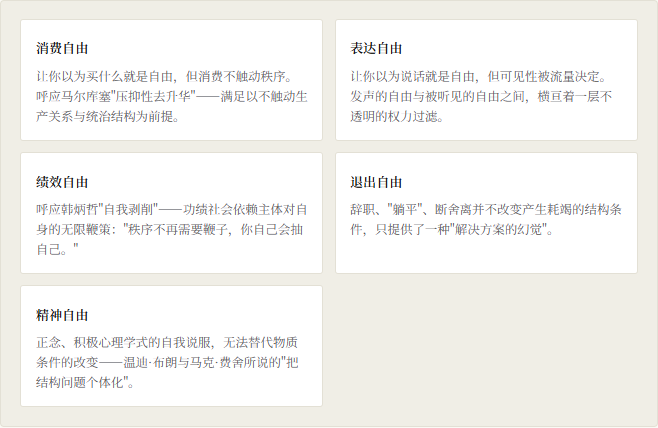 消费自由
让你以为买什么就是自由，但消费不触动秩序。
呼应马尔库塞"压抑性去升华"——满足以不触动生
产关系与统治结构为前提。
表达自由
让你以为说话就是自由，但可见性被流量决定。
发声的自由与被听见的自由之间，横亘着一层不
透明的权力过滤。
绩效自由
呼应韩炳哲"自我剥削"——功绩社会依赖主体对自
身的无限鞭策："秩序不再需要鞭子，你自己会抽
自己。"
退出自由
辞职、"躺平"、断舍离并不改变产生耗竭的结构条
件，只提供了一种"解决方案的幻觉"。
精神自由
正念、积极心理学式的自我说服，无法替代物质
条件的改变——温迪·布朗与马克·费舍所说的"把
结构问题个体化"。